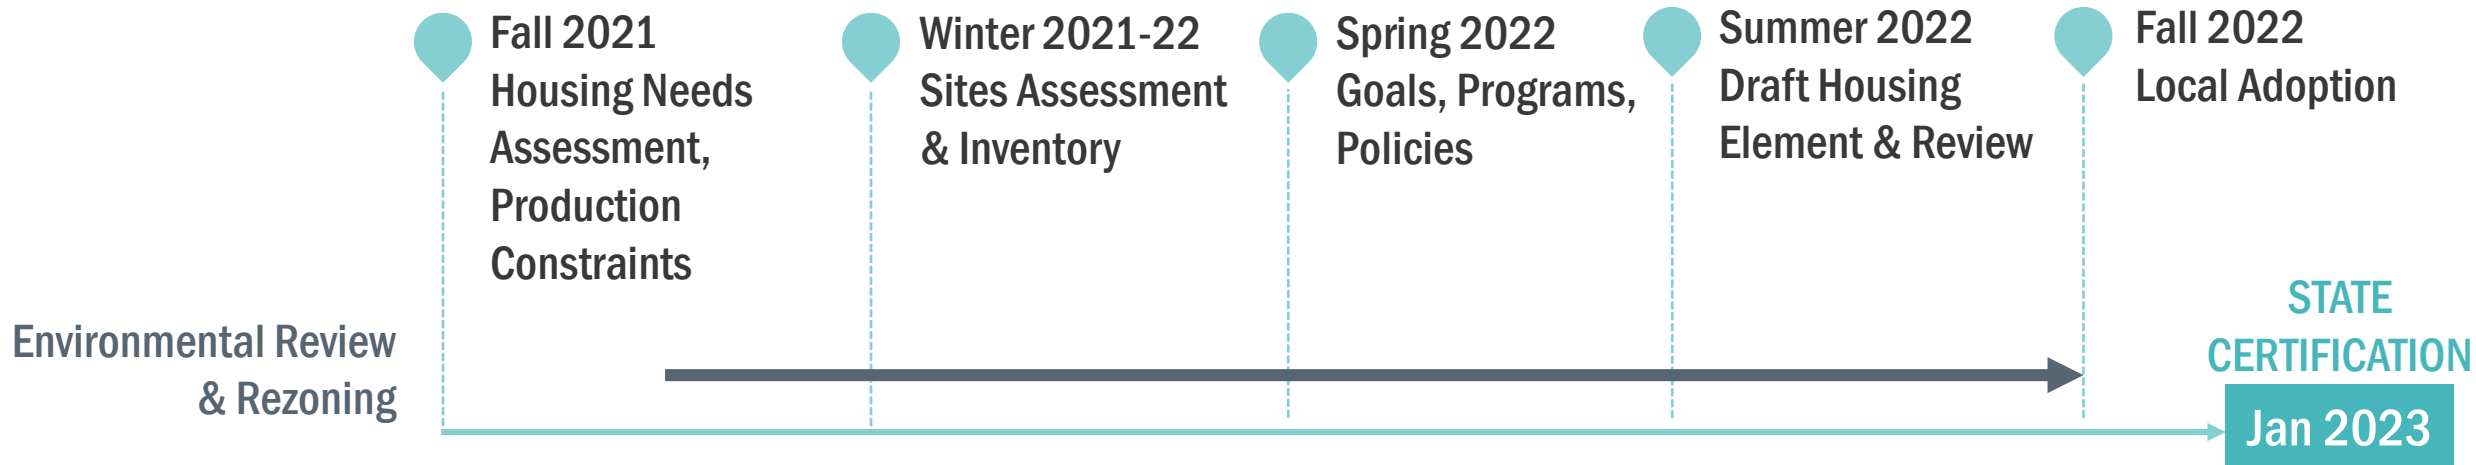 Fall 2021
Housing Needs
Assessment,
Production
Constraints
Winter 2021-22
Sites Assessment
& Inventory
Spring 2022
Goals, Programs,
Policies
Summer 2022
Draft Housing
Element & Review
Fall 2022
Local Adoption
Environmental Review
& Rezoning
STATE
CERTIFICATION
Jan 2023